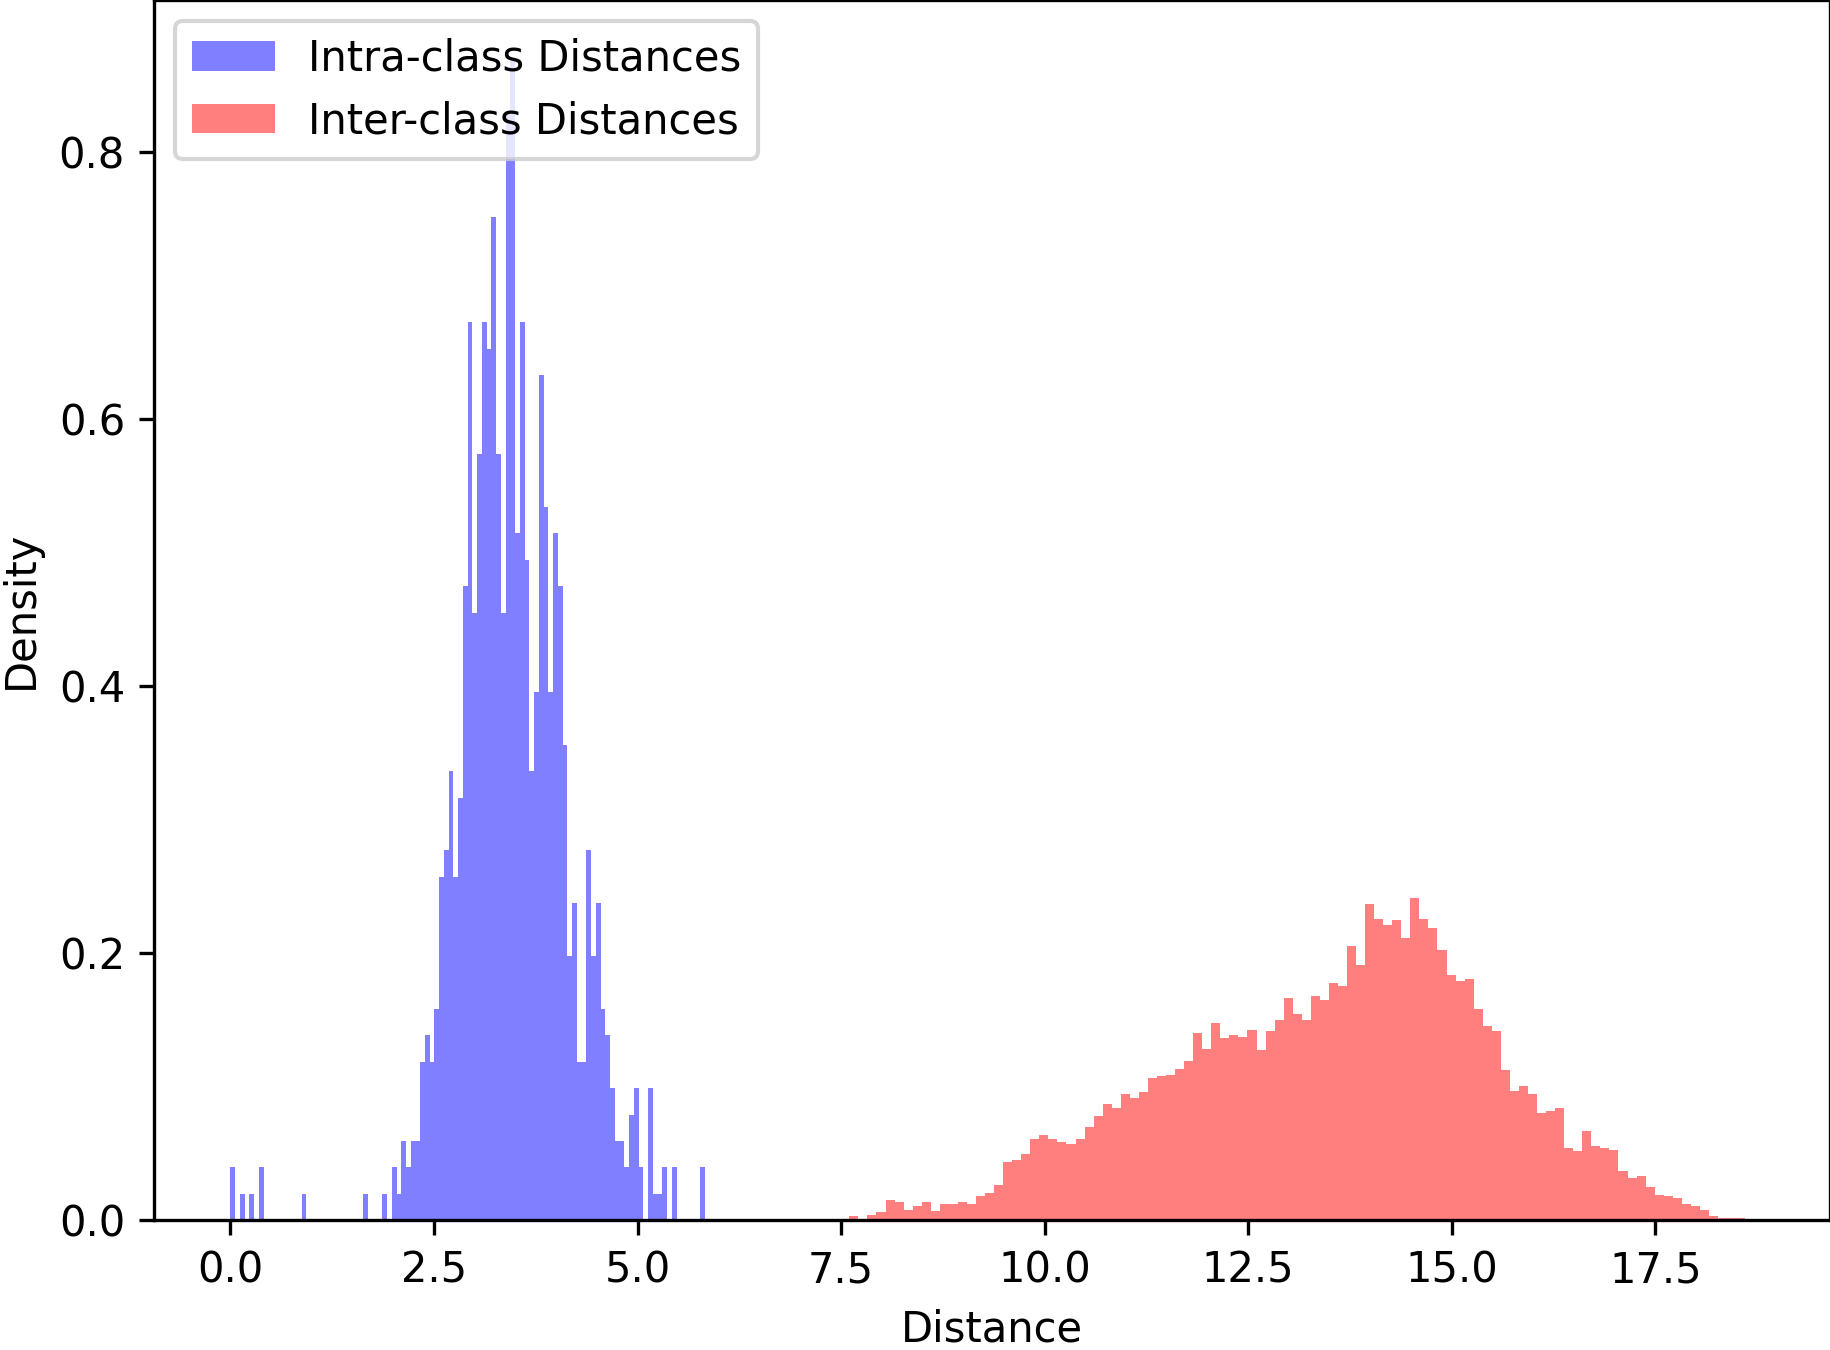 Intra-class Distances
Inter-class Distances
0.8
0.6
0.4
0.2
0.0
Density
0.0 2.5 5.0 7.5 10.0 12.5 15.0 17.5
Distance